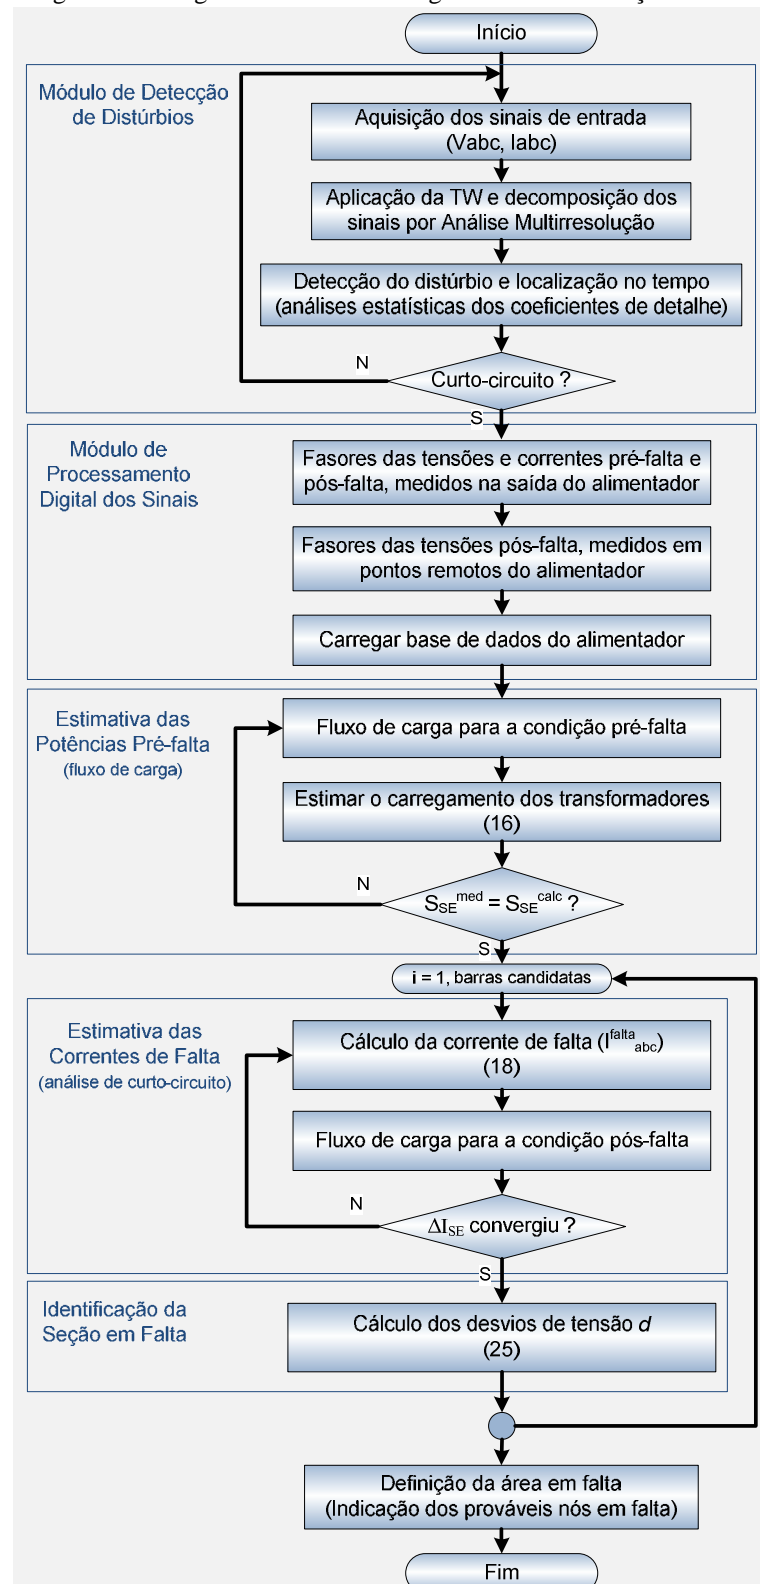 Início
Módulo de Detecção
de Distúrbios
Aquisição dos sinais de entrada
(Vabc, Iabc)
Aplicação da TW e decomposição dos
sinais por Análise Multirresolução
Detecção do distúrbio e localização no tempo
(análises estatísticas dos coeficientes de detalhe)
N
Curto-circuito ?
S
Módulo de
Processamento
Digital dos Sinais
Fasores das tensões e correntes pré-falta e
pós-falta, medidos na saída do alimentador
Fasores das tensões pós-falta, medidos em
pontos remotos do alimentador
Carregar base de dados do alimentador
Estimativa das
Potências Pré-falta
(fluxo de carga)
Fluxo de carga para a condição pré-falta
Estimar o carregamento dos transformadores
(16)
N
S_SE^med = S_SE^calc ?
S
i = 1, barras candidatas
Estimativa das
Correntes de Falta
(análise de curto-circuito)
Cálculo da corrente de falta (I^falta_abc)
(18)
Fluxo de carga para a condição pós-falta
N
ΔI_SE convergiu ?
S
Identificação da
Seção em Falta
Cálculo dos desvios de tensão d
(25)
Definição da área em falta
(Indicação dos prováveis nós em falta)
Fim